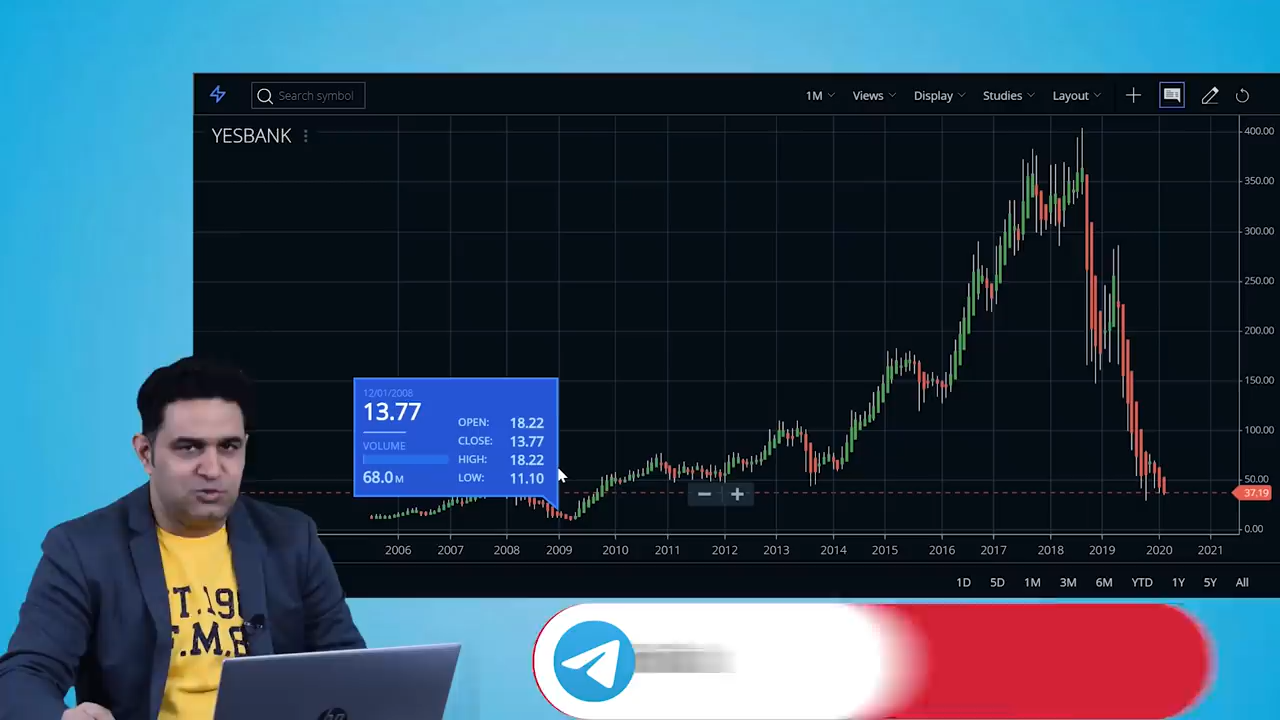 Search symbol
1M
Views
Display
Studies
Layout
YESBANK
400.00
350.00
300.00
250.00
200.00
150.00
100.00
50.00
37.19
0.00
12/01/2008
13.77
VOLUME
68.0 M
OPEN: 18.22
CLOSE: 13.77
HIGH: 18.22
LOW: 11.10
2006 2007 2008 2009 2010 2011 2012 2013 2014 2015 2016 2017 2018 2019 2020 2021
1D 5D 1M 3M 6M YTD 1Y 5Y All
T.19
F.M.B
hp